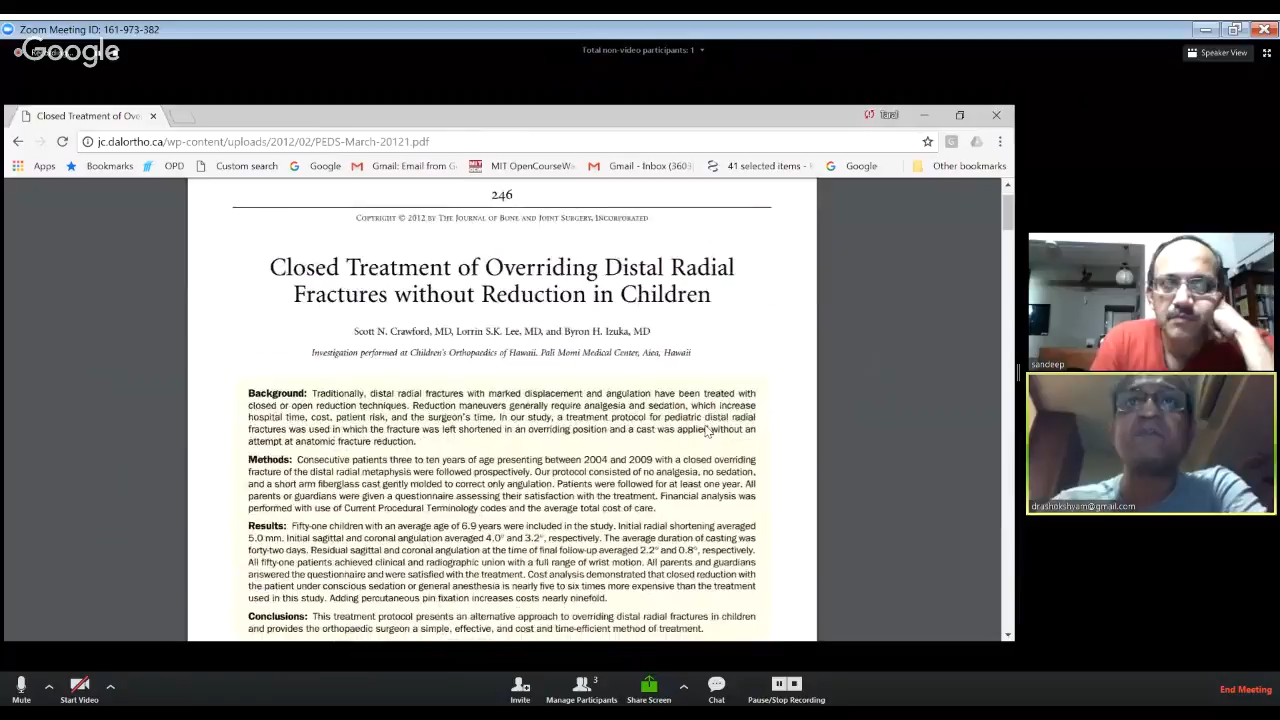 Zoom Meeting ID: 161-973-382
Google
Total non-video participants: 1
Speaker View
Closed Treatment of Ove
Taral
jc.dalortho.ca/wp-content/uploads/2012/02/PEDS-March-20121.pdf
Apps Bookmarks OPD Custom search Google Gmail: Email from G MIT OpenCourseWa Gmail - Inbox (3603) 41 selected items - Google Other bookmarks
246
COPYRIGHT © 2012 BY THE JOURNAL OF BONE AND JOINT SURGERY, INCORPORATED
Closed Treatment of Overriding Distal Radial
Fractures without Reduction in Children
Scott N. Crawford, MD, Lorrin S.K. Lee, MD, and Byron H. Izuka, MD
Investigation performed at Children's Orthopaedics of Hawaii, Pali Momi Medical Center, Aiea, Hawaii
Background: Traditionally, distal radial fractures with marked displacement and angulation have been treated with
closed or open reduction techniques. Reduction maneuvers generally require analgesia and sedation, which increase
hospital time, cost, patient risk, and the surgeon's time. In our study, a treatment protocol for pediatric distal radial
fractures was used in which the fracture was left shortened in an overriding position and a cast was applied without an
attempt at anatomic fracture reduction.
Methods: Consecutive patients three to ten years of age presenting between 2004 and 2009 with a closed overriding
fracture of the distal radial metaphysis were followed prospectively. Our protocol consisted of no analgesia, no sedation,
and a short arm fiberglass cast gently molded to correct only angulation. Patients were followed for at least one year. All
parents or guardians were given a questionnaire assessing their satisfaction with the treatment. Financial analysis was
performed with use of Current Procedural Terminology codes and the average total cost of care.
Results: Fifty-one children with an average age of 6.9 years were included in the study. Initial radial shortening averaged
5.0 mm. Initial sagittal and coronal angulation averaged 4.0° and 3.2°, respectively. The average duration of casting was
forty-two days. Residual sagittal and coronal angulation at the time of final follow-up averaged 2.2° and 0.8°, respectively.
All fifty-one patients achieved clinical and radiographic union with a full range of wrist motion. All parents and guardians
answered the questionnaire and were satisfied with the treatment. Cost analysis demonstrated that closed reduction with
the patient under conscious sedation or general anesthesia is nearly five to six times more expensive than the treatment
used in this study. Adding percutaneous pin fixation increases costs nearly ninefold.
Conclusions: This treatment protocol presents an alternative approach to overriding distal radial fractures in children
and provides the orthopaedic surgeon a simple, effective, and cost and time-efficient method of treatment.
sandeep
drashokshyam@gmail.com
Mute Start Video Invite Manage Participants 3 Share Screen Chat Pause/Stop Recording End Meeting